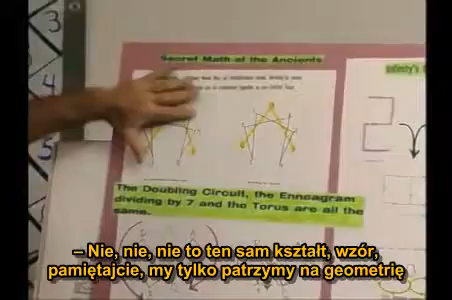 Secret Math of the Ancients
Infinity's
The Doubling Circuit, the Enneagram
dividing by 7 and the Torus are all the
same.
– Nie, nie, nie to ten sam kształt, wzór,
pamiętajcie, my tylko patrzymy na geometrię